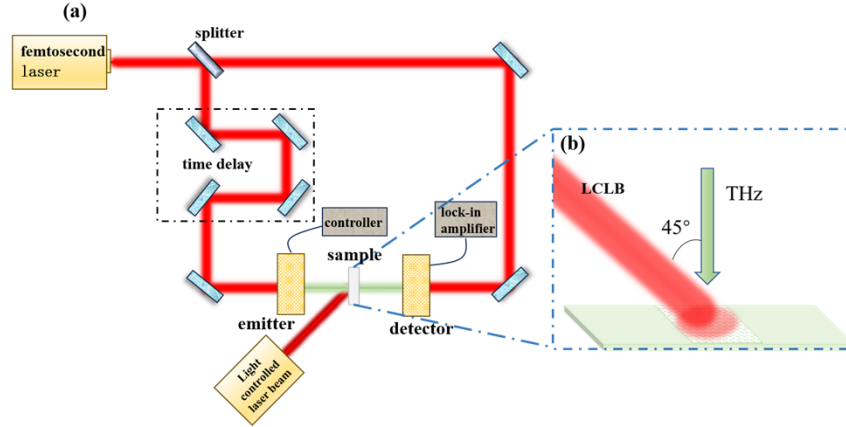 (a)
splitter
femtosecond
laser
time delay
controller
lock-in
amplifier
sample
emitter
detector
Light
controlled
laser beam
(b)
LCLB
THz
45°